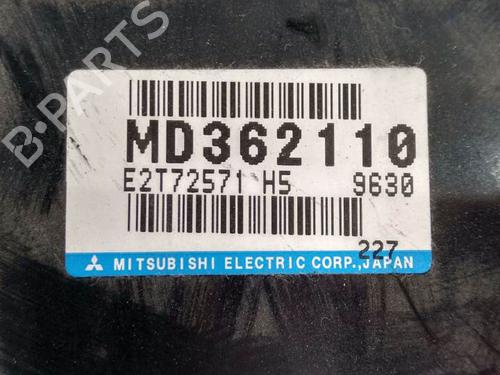 B-PARTS
MD362110
E2T72571 H5 9630
227
MITSUBISHI ELECTRIC CORP., JAPAN